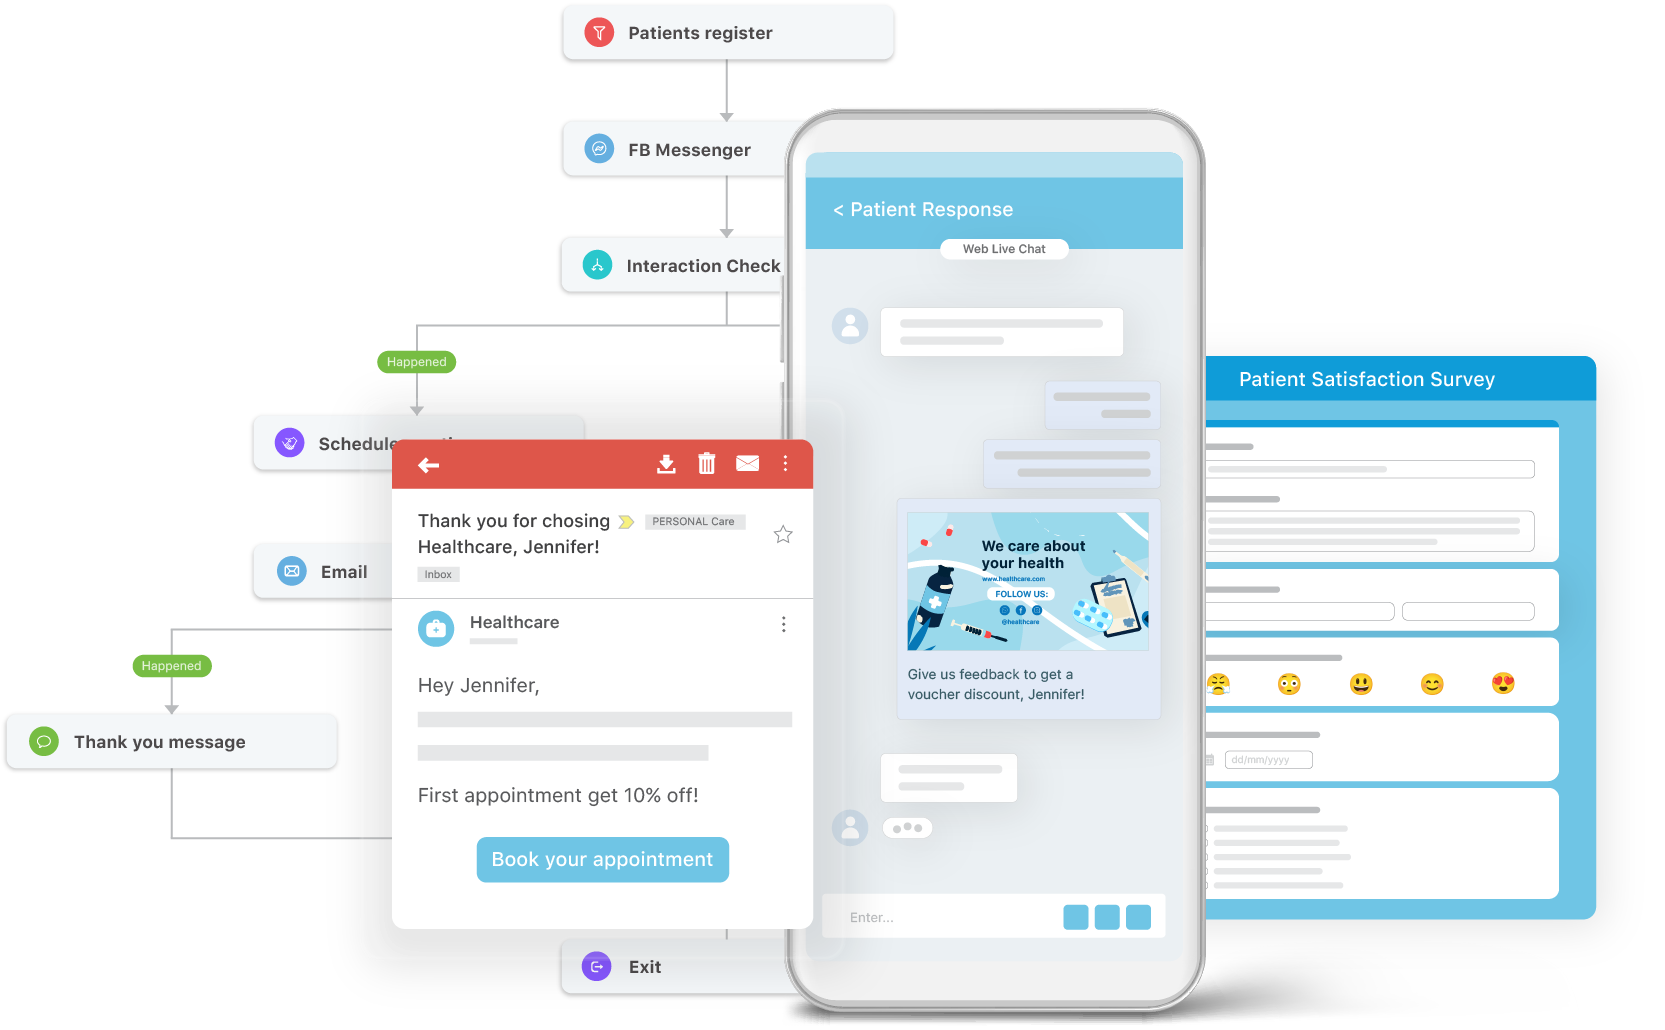 Patients register
FB Messenger
Interaction Check
Happened
Schedule
Email
Happened
Thank you message
Exit
Thank you for chosing
PERSONAL Care
Healthcare, Jennifer!
Inbox
Healthcare
Hey Jennifer,
First appointment get 10% off!
Book your appointment
< Patient Response
Web Live Chat
We care about
your health
www.healthcare.com
FOLLOW US:
@healthcare
Give us feedback to get a
voucher discount, Jennifer!
Enter...
Patient Satisfaction Survey
dd/mm/yyyy